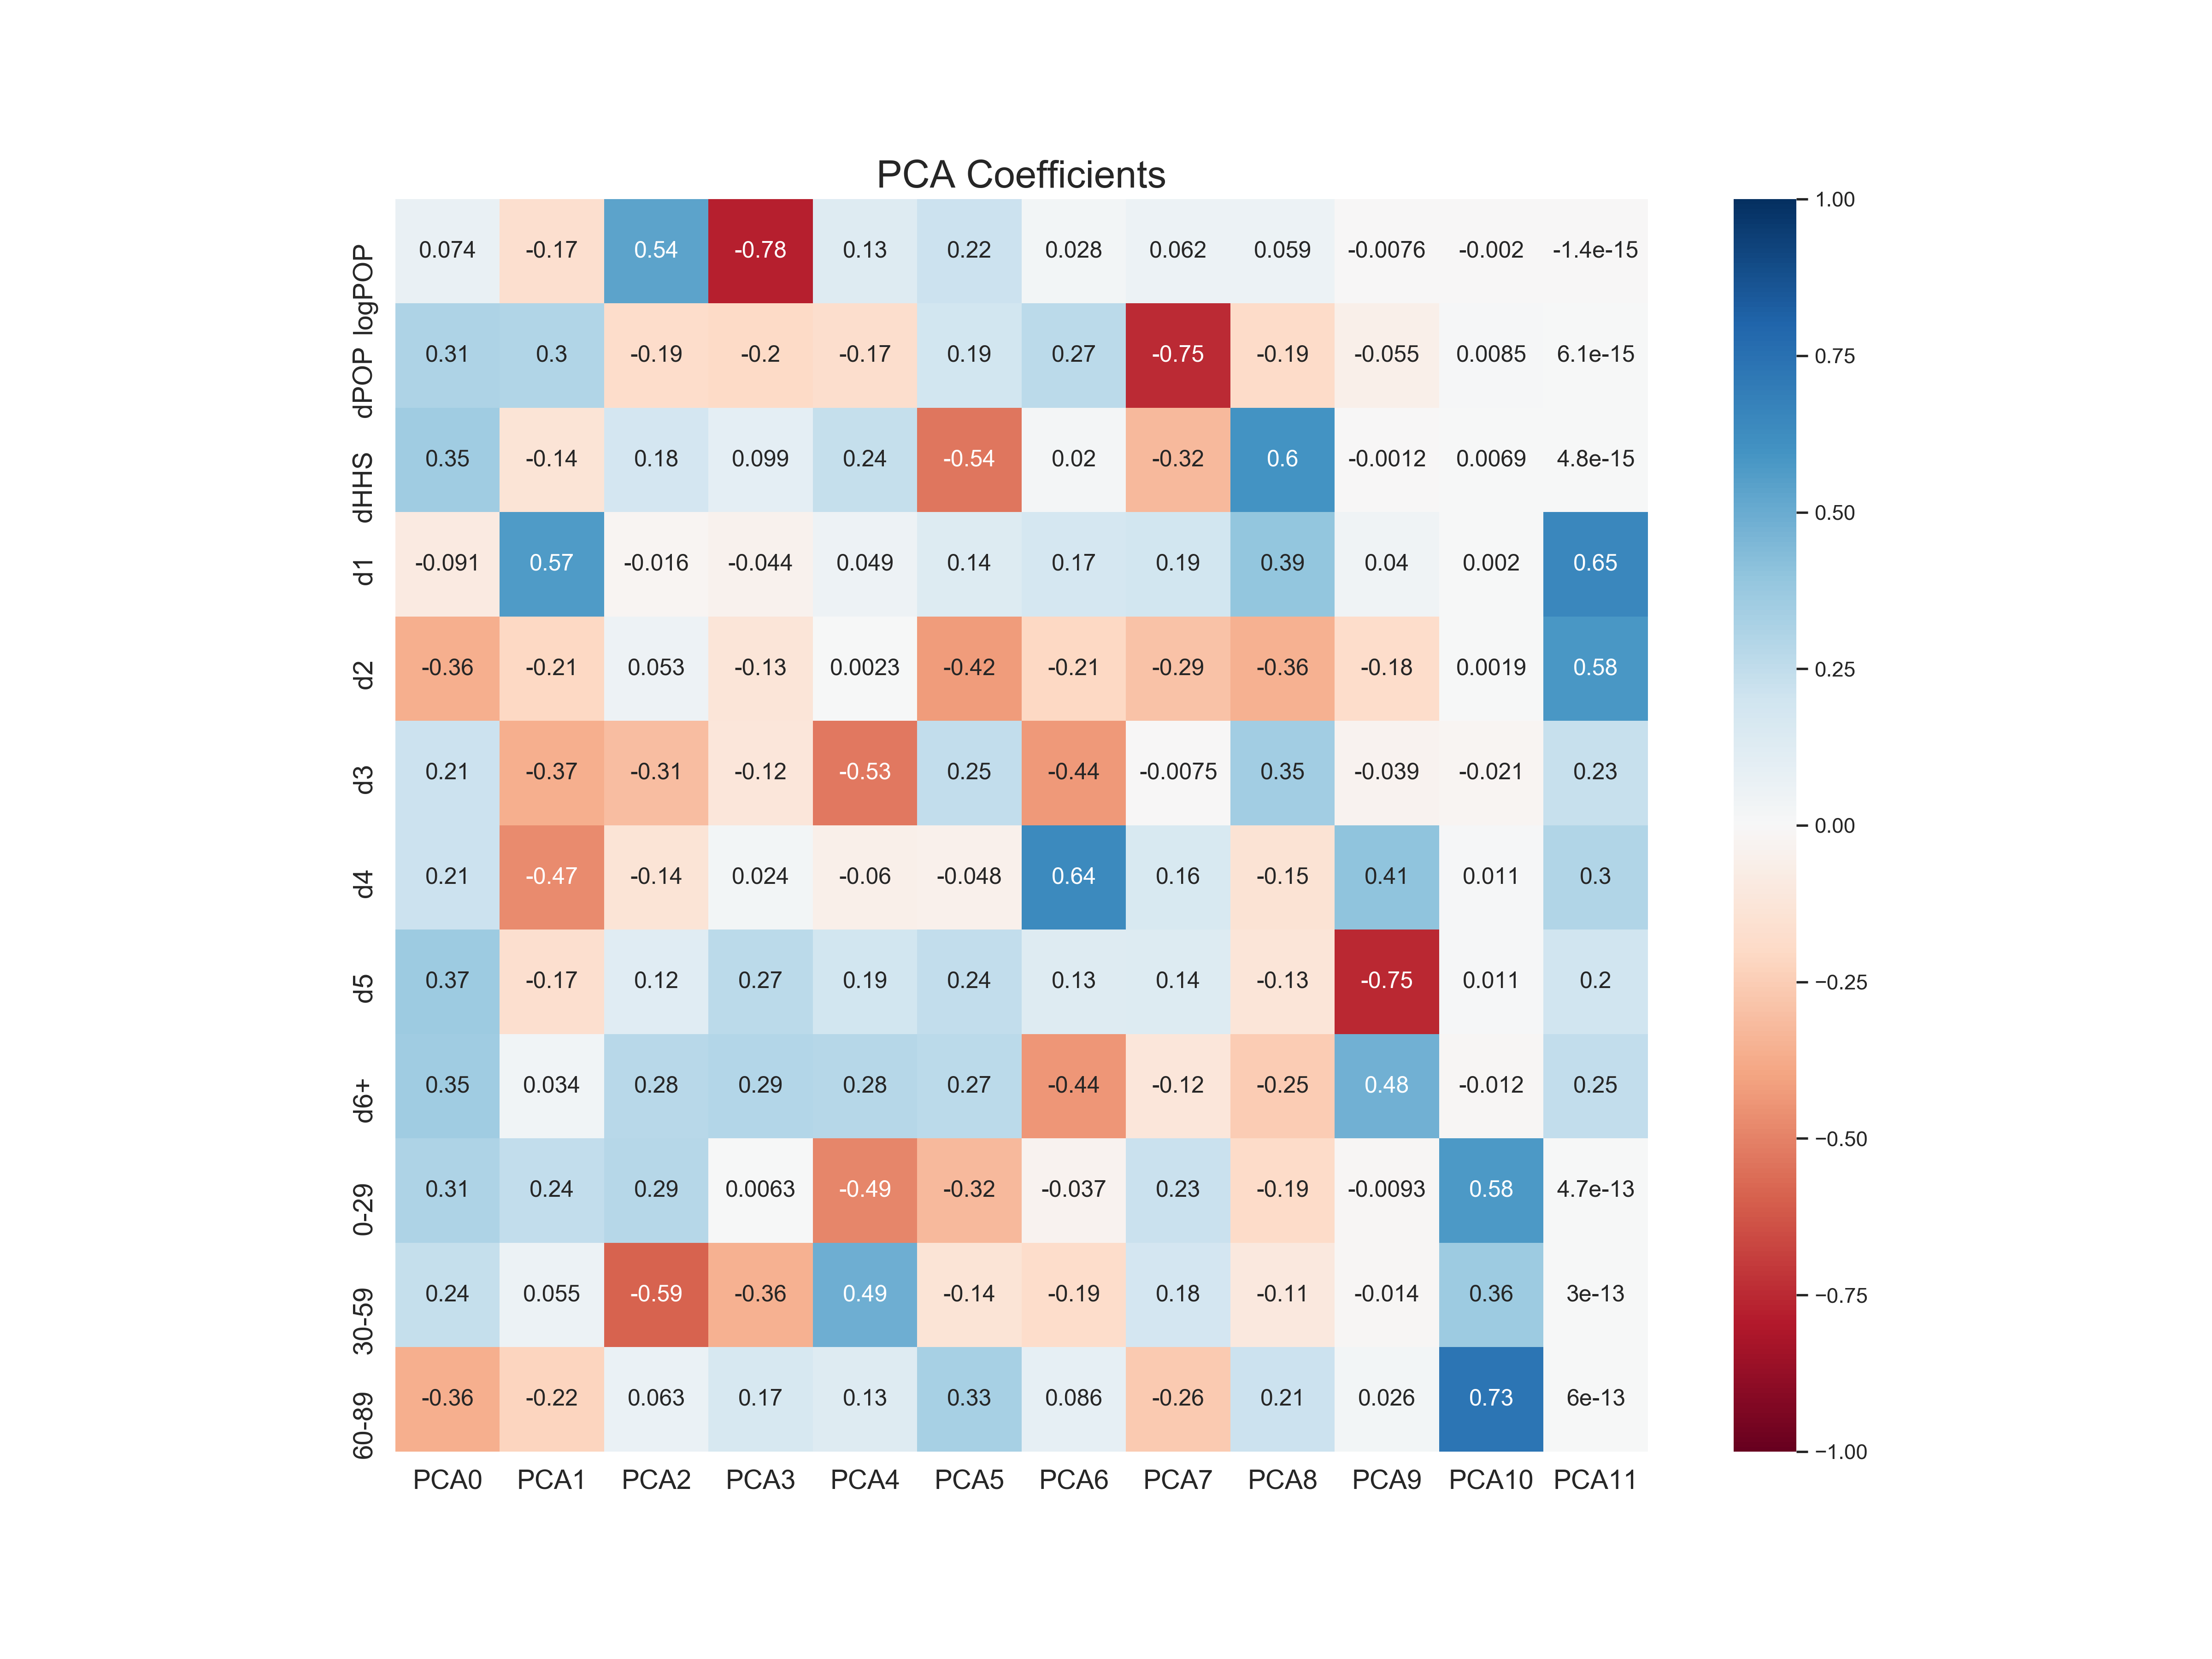 PCA Coefficients
logPOP 0.074 -0.17 0.54 -0.78 0.13 0.22 0.028 0.062 0.059 -0.0076 -0.002 -1.4e-15
dPOP 0.31 0.3 -0.19 -0.2 -0.17 0.19 0.27 -0.75 -0.19 -0.055 0.0085 6.1e-15
dHHS 0.35 -0.14 0.18 0.099 0.24 -0.54 0.02 -0.32 0.6 -0.0012 0.0069 4.8e-15
d1 -0.091 0.57 -0.016 -0.044 0.049 0.14 0.17 0.19 0.39 0.04 0.002 0.65
d2 -0.36 -0.21 0.053 -0.13 0.0023 -0.42 -0.21 -0.29 -0.36 -0.18 0.0019 0.58
d3 0.21 -0.37 -0.31 -0.12 -0.53 0.25 -0.44 -0.0075 0.35 -0.039 -0.021 0.23
d4 0.21 -0.47 -0.14 0.024 -0.06 -0.048 0.64 0.16 -0.15 0.41 0.011 0.3
d5 0.37 -0.17 0.12 0.27 0.19 0.24 0.13 0.14 -0.13 -0.75 0.011 0.2
d6+ 0.35 0.034 0.28 0.29 0.28 0.27 -0.44 -0.12 -0.25 0.48 -0.012 0.25
0-29 0.31 0.24 0.29 0.0063 -0.49 -0.32 -0.037 0.23 -0.19 -0.0093 0.58 4.7e-13
30-59 0.24 0.055 -0.59 -0.36 0.49 -0.14 -0.19 0.18 -0.11 -0.014 0.36 3e-13
60-89 -0.36 -0.22 0.063 0.17 0.13 0.33 0.086 -0.26 0.21 0.026 0.73 6e-13
PCA0 PCA1 PCA2 PCA3 PCA4 PCA5 PCA6 PCA7 PCA8 PCA9 PCA10 PCA11
1.00
0.75
0.50
0.25
0.00
−0.25
−0.50
−0.75
−1.00